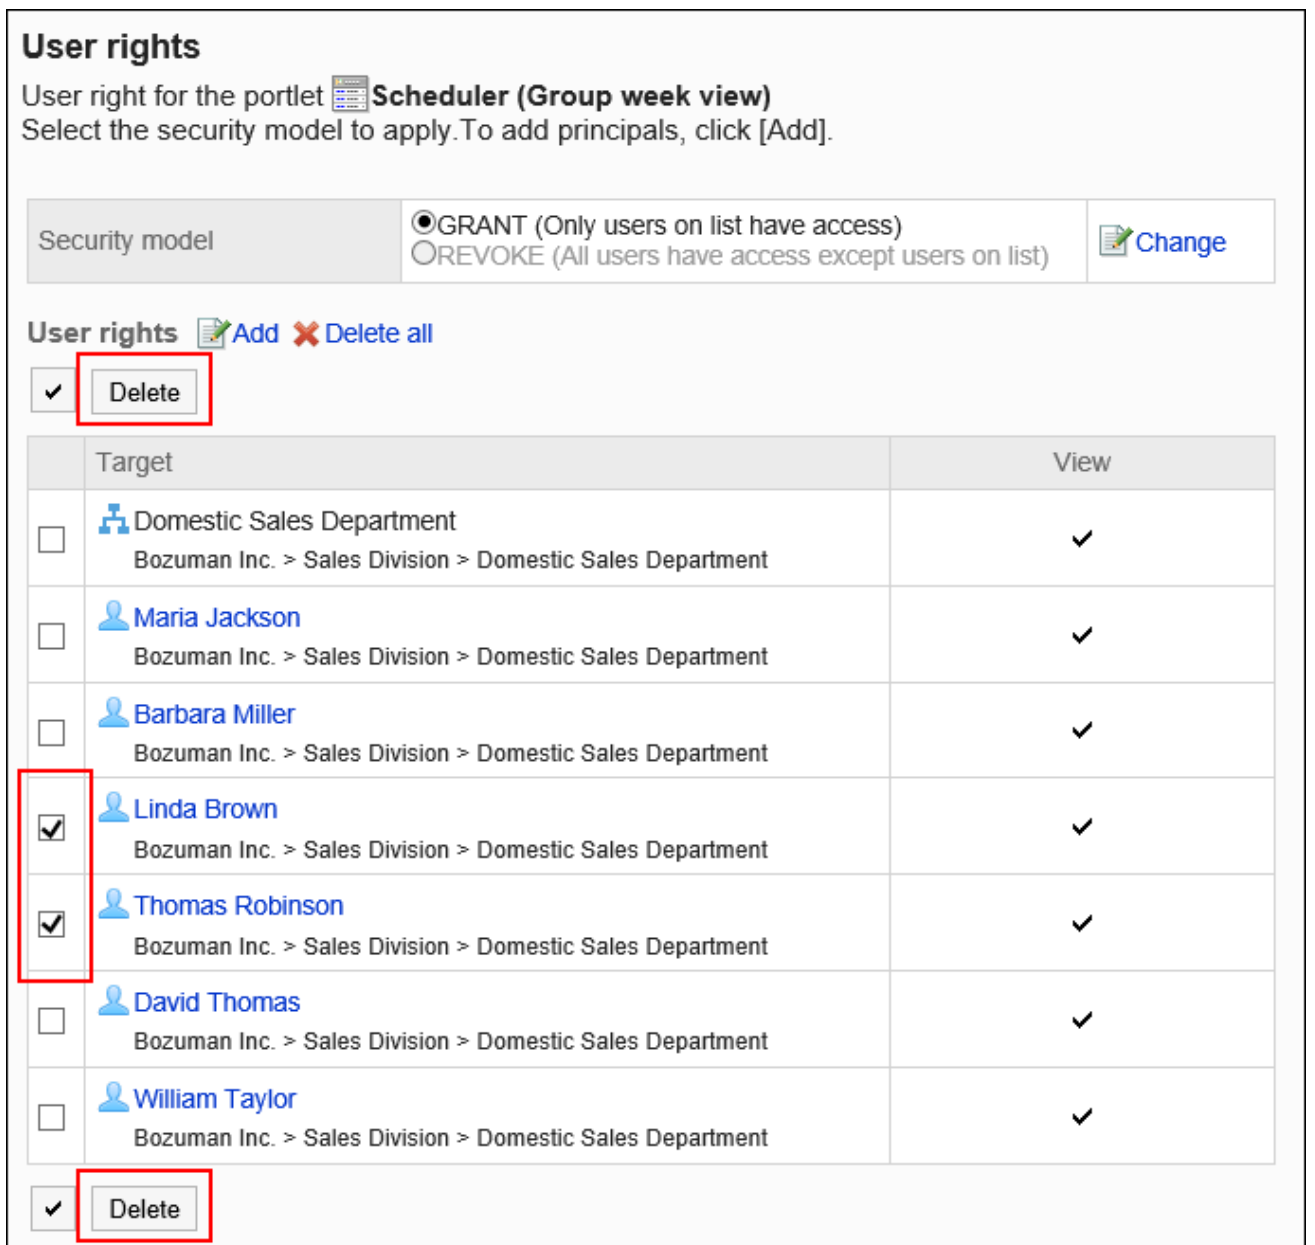 User rights
User right for the portlet Scheduler (Group week view)
Select the security model to apply.To add principals, click [Add].
Security model
GRANT (Only users on list have access)
REVOKE (All users have access except users on list)
Change
User rights Add Delete all
Delete
Target View
Domestic Sales Department
Bozuman Inc. > Sales Division > Domestic Sales Department
Maria Jackson
Bozuman Inc. > Sales Division > Domestic Sales Department
Barbara Miller
Bozuman Inc. > Sales Division > Domestic Sales Department
Linda Brown
Bozuman Inc. > Sales Division > Domestic Sales Department
Thomas Robinson
Bozuman Inc. > Sales Division > Domestic Sales Department
David Thomas
Bozuman Inc. > Sales Division > Domestic Sales Department
William Taylor
Bozuman Inc. > Sales Division > Domestic Sales Department
Delete